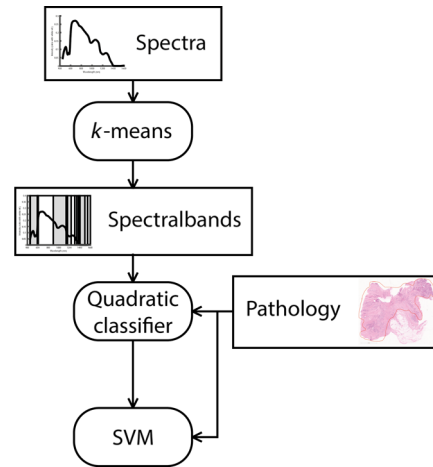 Spectra
k-means
Spectralbands
Quadratic
classifier
Pathology
SVM